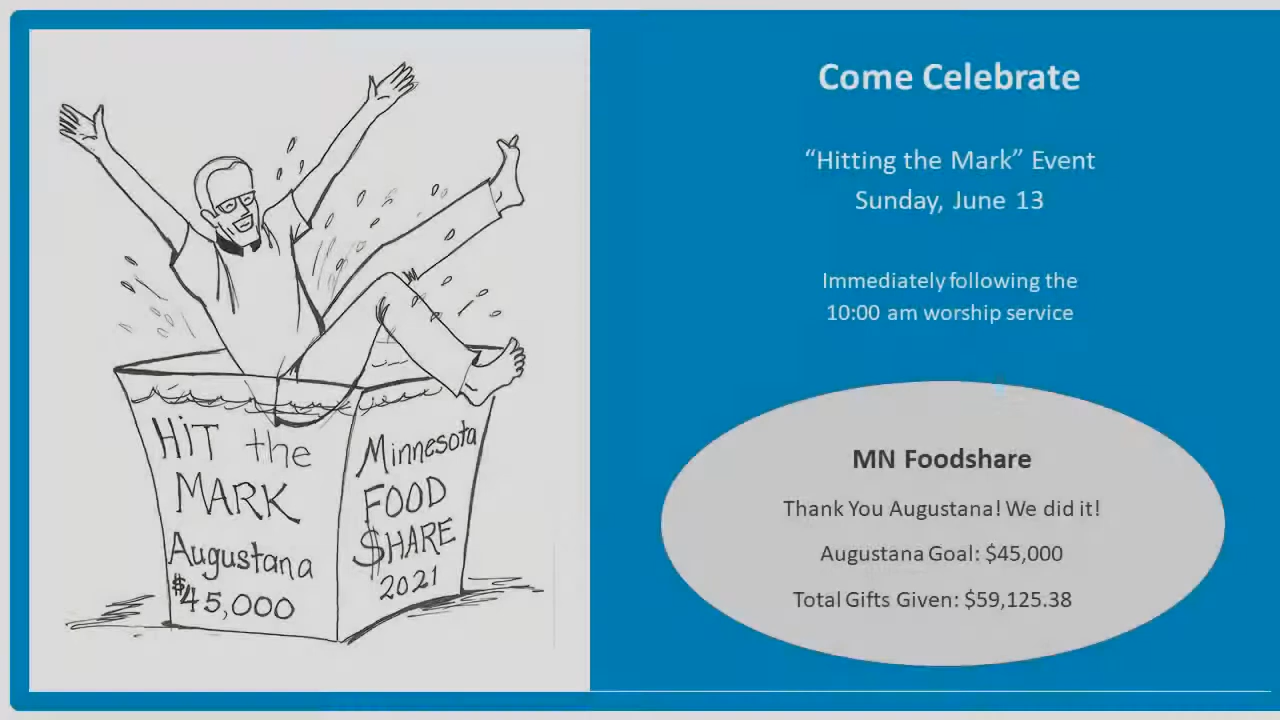 HiT the
MARK
Augustana
$45,000
Minnesota
FOOD
$HARE
2021
Come Celebrate
“Hitting the Mark” Event
Sunday, June 13
Immediately following the
10:00 am worship service
MN Foodshare
Thank You Augustana! We did it!
Augustana Goal: $45,000
Total Gifts Given: $59,125.38